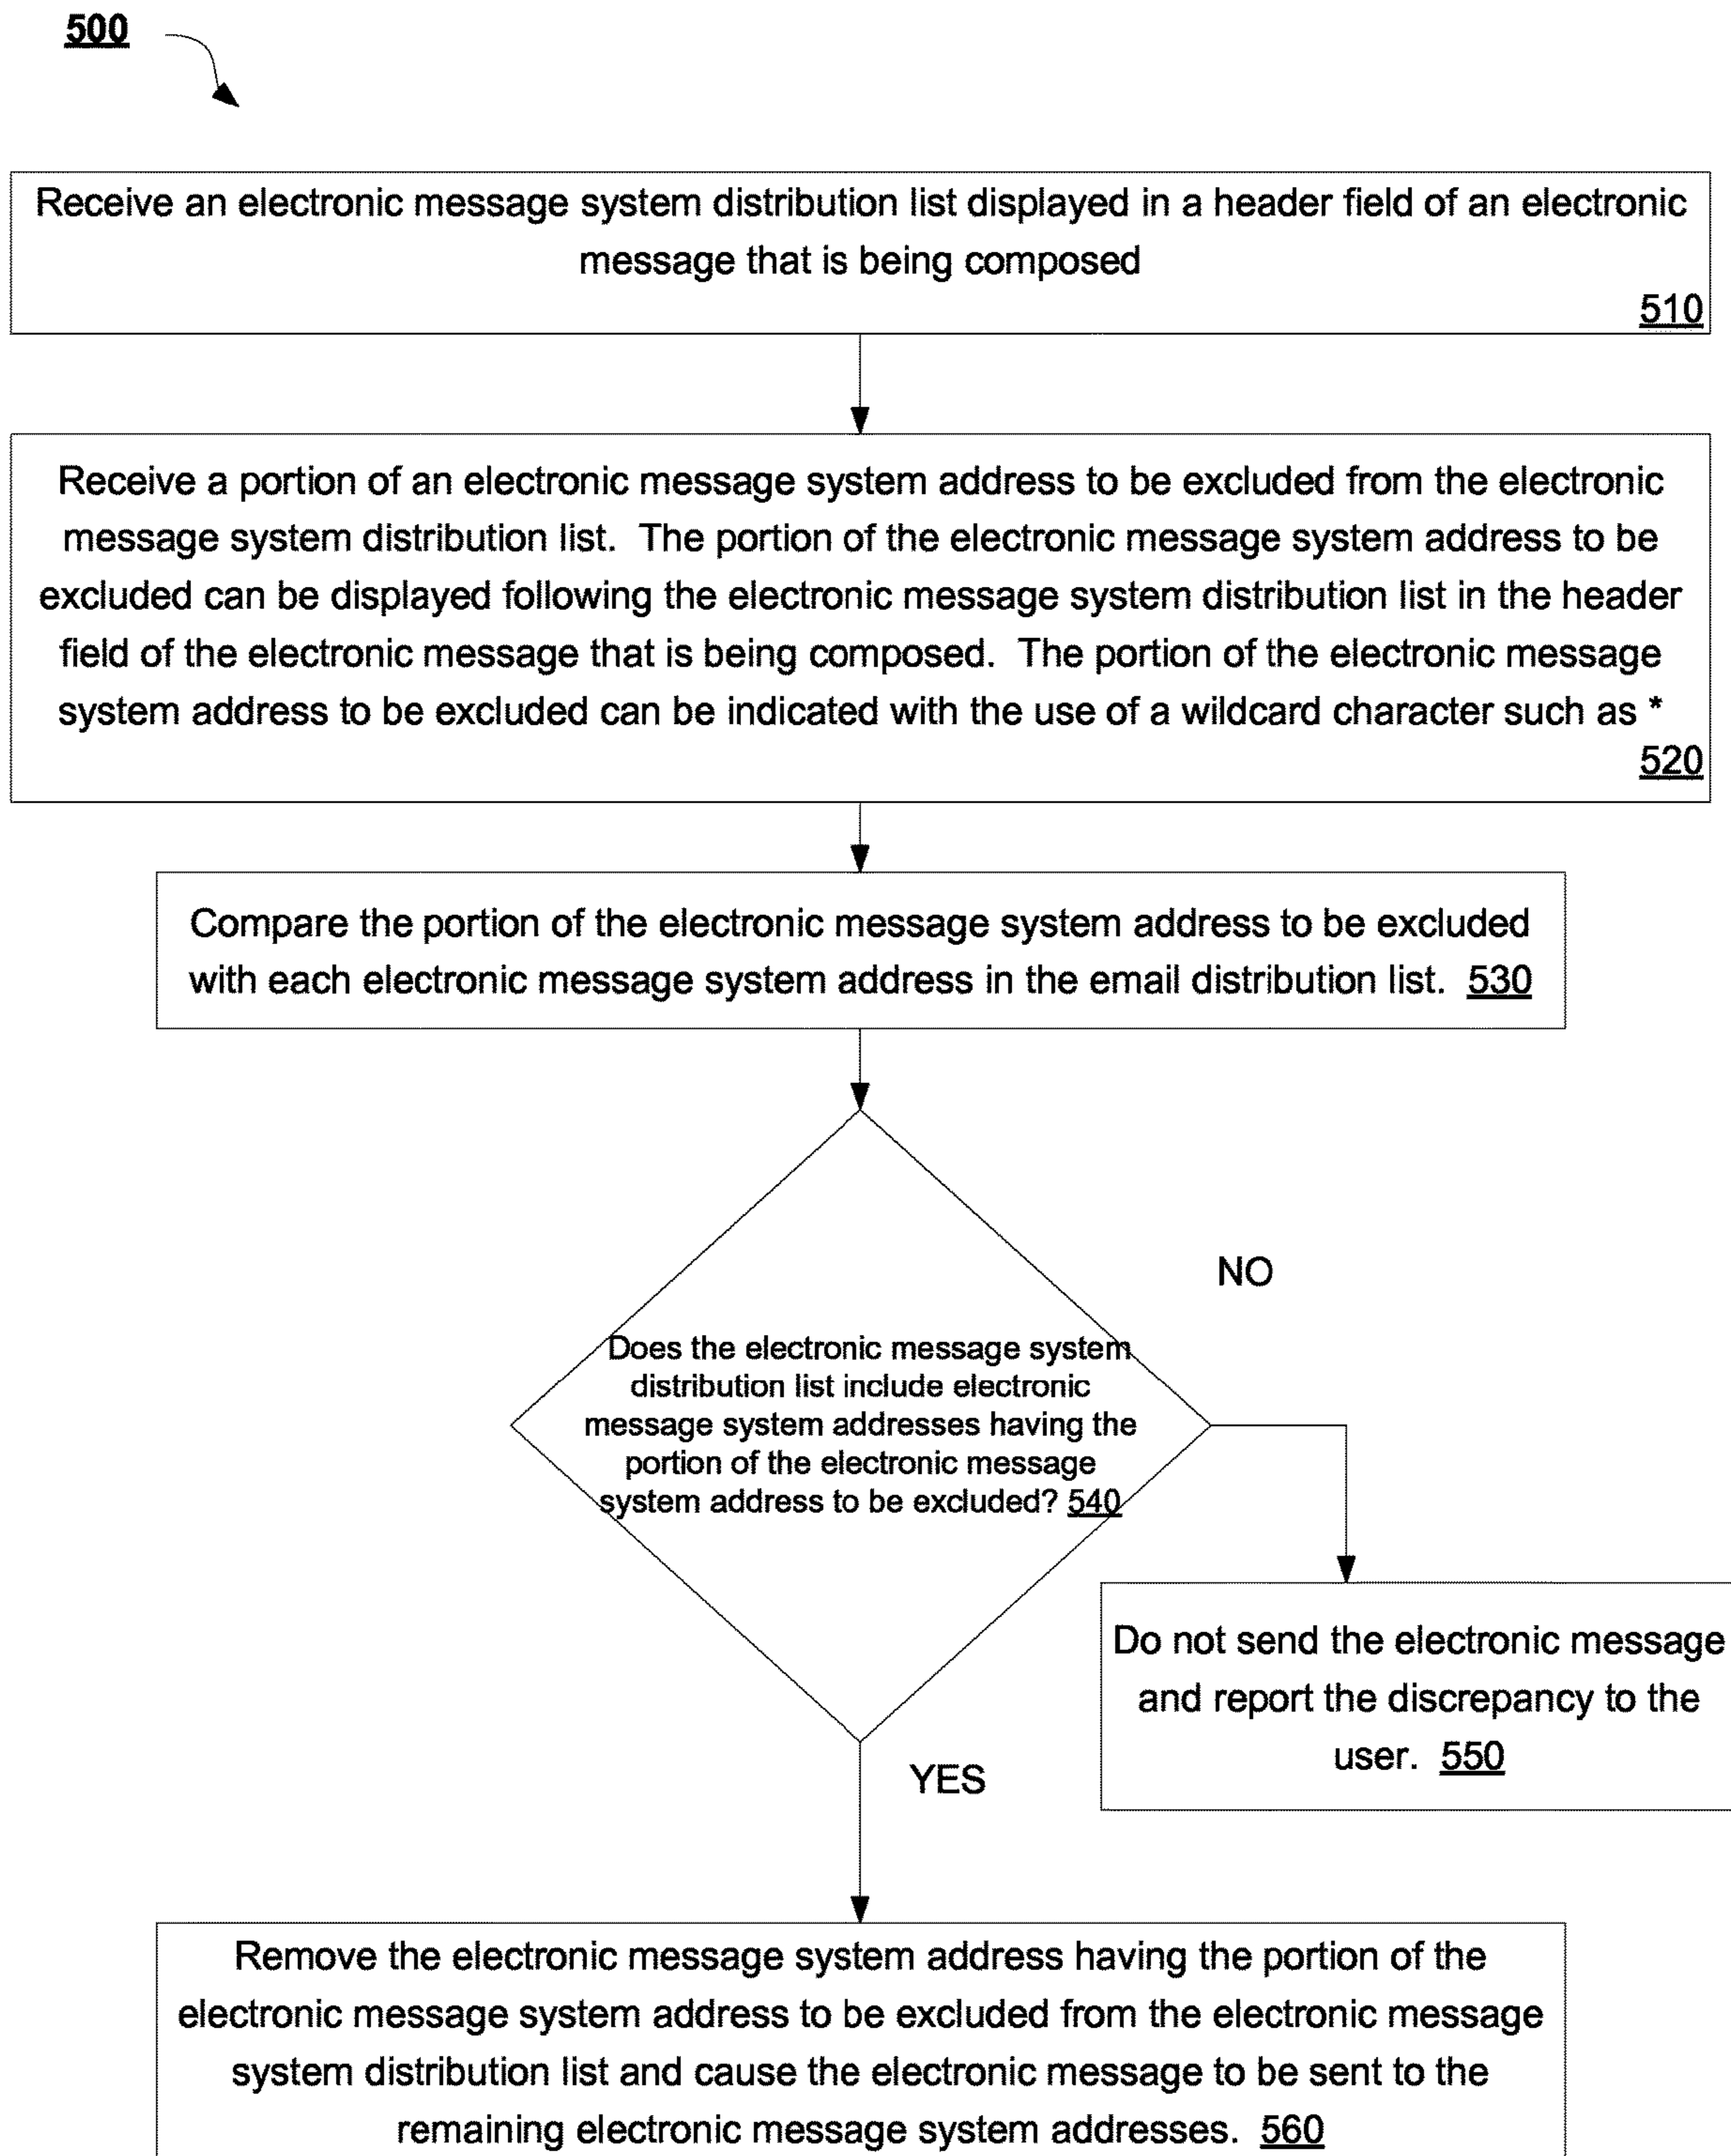 500
Receive an electronic message system distribution list displayed in a header field of an electronic
message that is being composed
510
Receive a portion of an electronic message system address to be excluded from the electronic
message system distribution list. The portion of the electronic message system address to be
excluded can be displayed following the electronic message system distribution list in the header
field of the electronic message that is being composed. The portion of the electronic message
system address to be excluded can be indicated with the use of a wildcard character such as *
520
Compare the portion of the electronic message system address to be excluded
with each electronic message system address in the email distribution list. 530
NO
Does the electronic message system
distribution list include electronic
message system addresses having the
portion of the electronic message
system address to be excluded? 540
Do not send the electronic message
and report the discrepancy to the
user. 550
YES
Remove the electronic message system address having the portion of the
electronic message system address to be excluded from the electronic message
system distribution list and cause the electronic message to be sent to the
remaining electronic message system addresses. 560